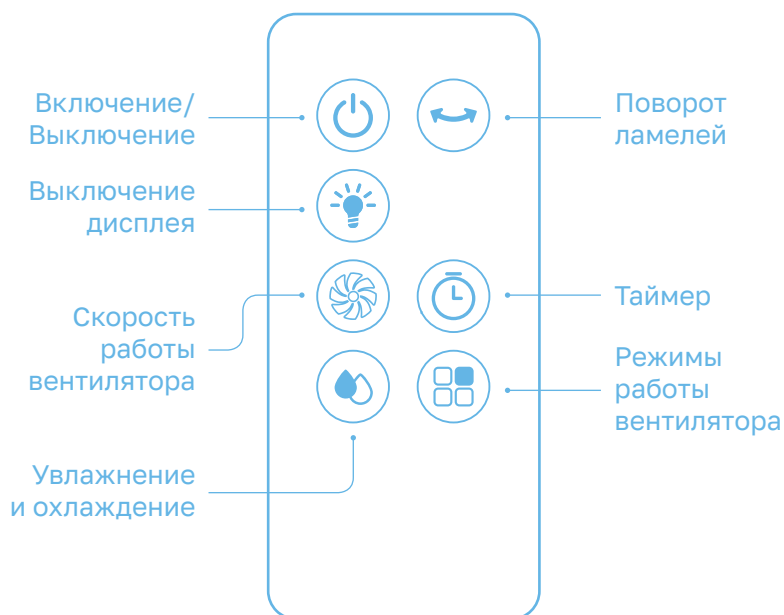 Включение/
Выключение
Поворот
ламелей
Выключение
дисплея
Скорость
работы
вентилятора
Таймер
Режимы
работы
вентилятора
Увлажнение
и охлаждение